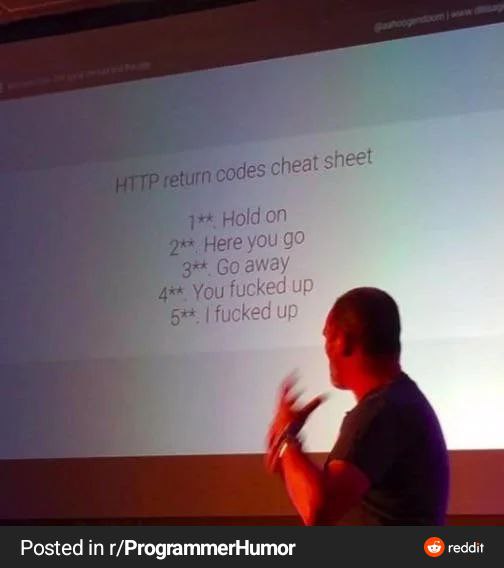 HTTP return codes cheat sheet
1**. Hold on
2**. Here you go
3**. Go away
4**. You fucked up
5**. I fucked up
Posted in r/ProgrammerHumor
reddit